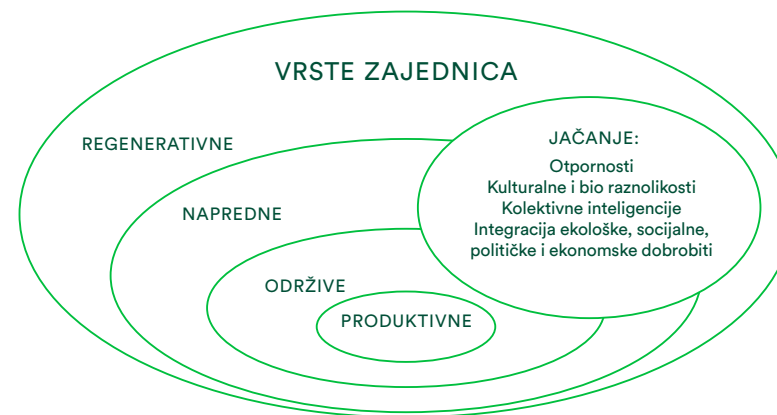 VRSTE ZAJEDNICA
REGENERATIVNE
NAPREDNE
ODRŽIVE
PRODUKTIVNE
JAČANJE:
Otpornosti
Kulturalne i bio raznolikosti
Kolektivne inteligencije
Integracija ekološke, socijalne,
političke i ekonomske dobrobiti